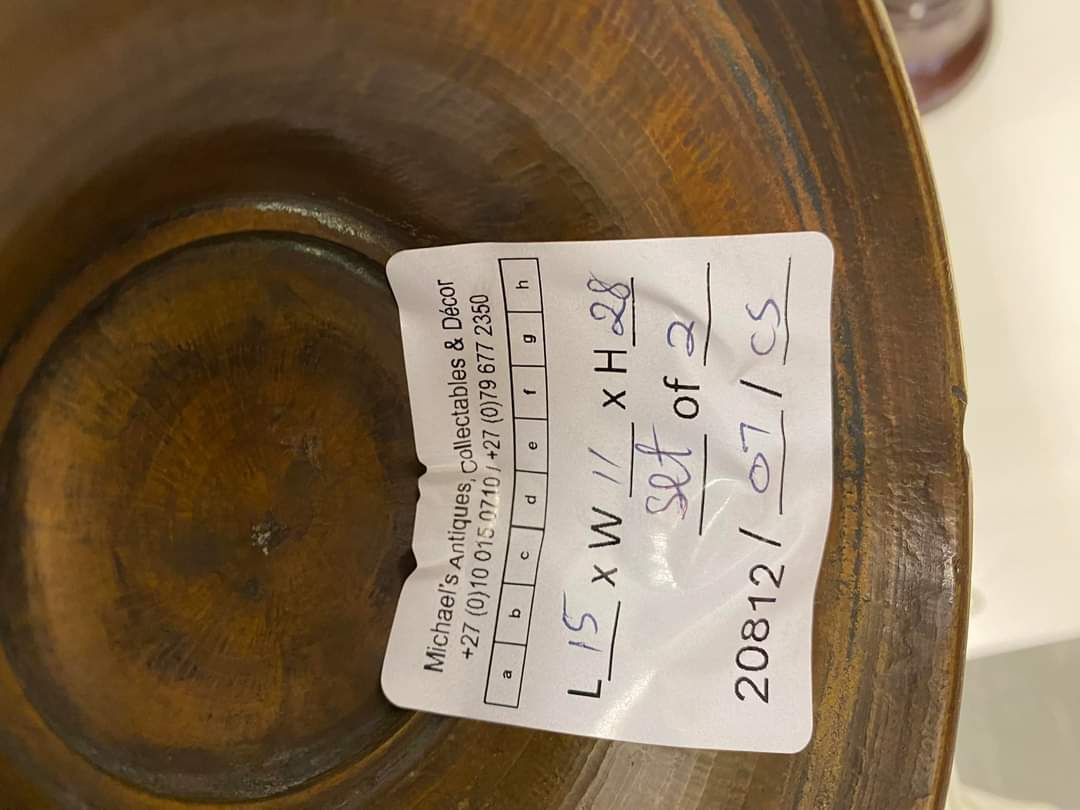 Michael's Antiques, Collectables & Décor
+27 (0)10 015 0710 / +27 (0)79 677 2350
a b c d e f g h
L 15 x W 11 x H 28
set of 2
20812 / 07 / CS